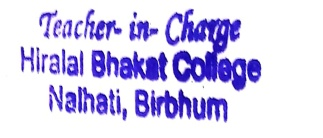 Teacher- in- Charge
Hiralal Bhakat College
Nalhati, Birbhum